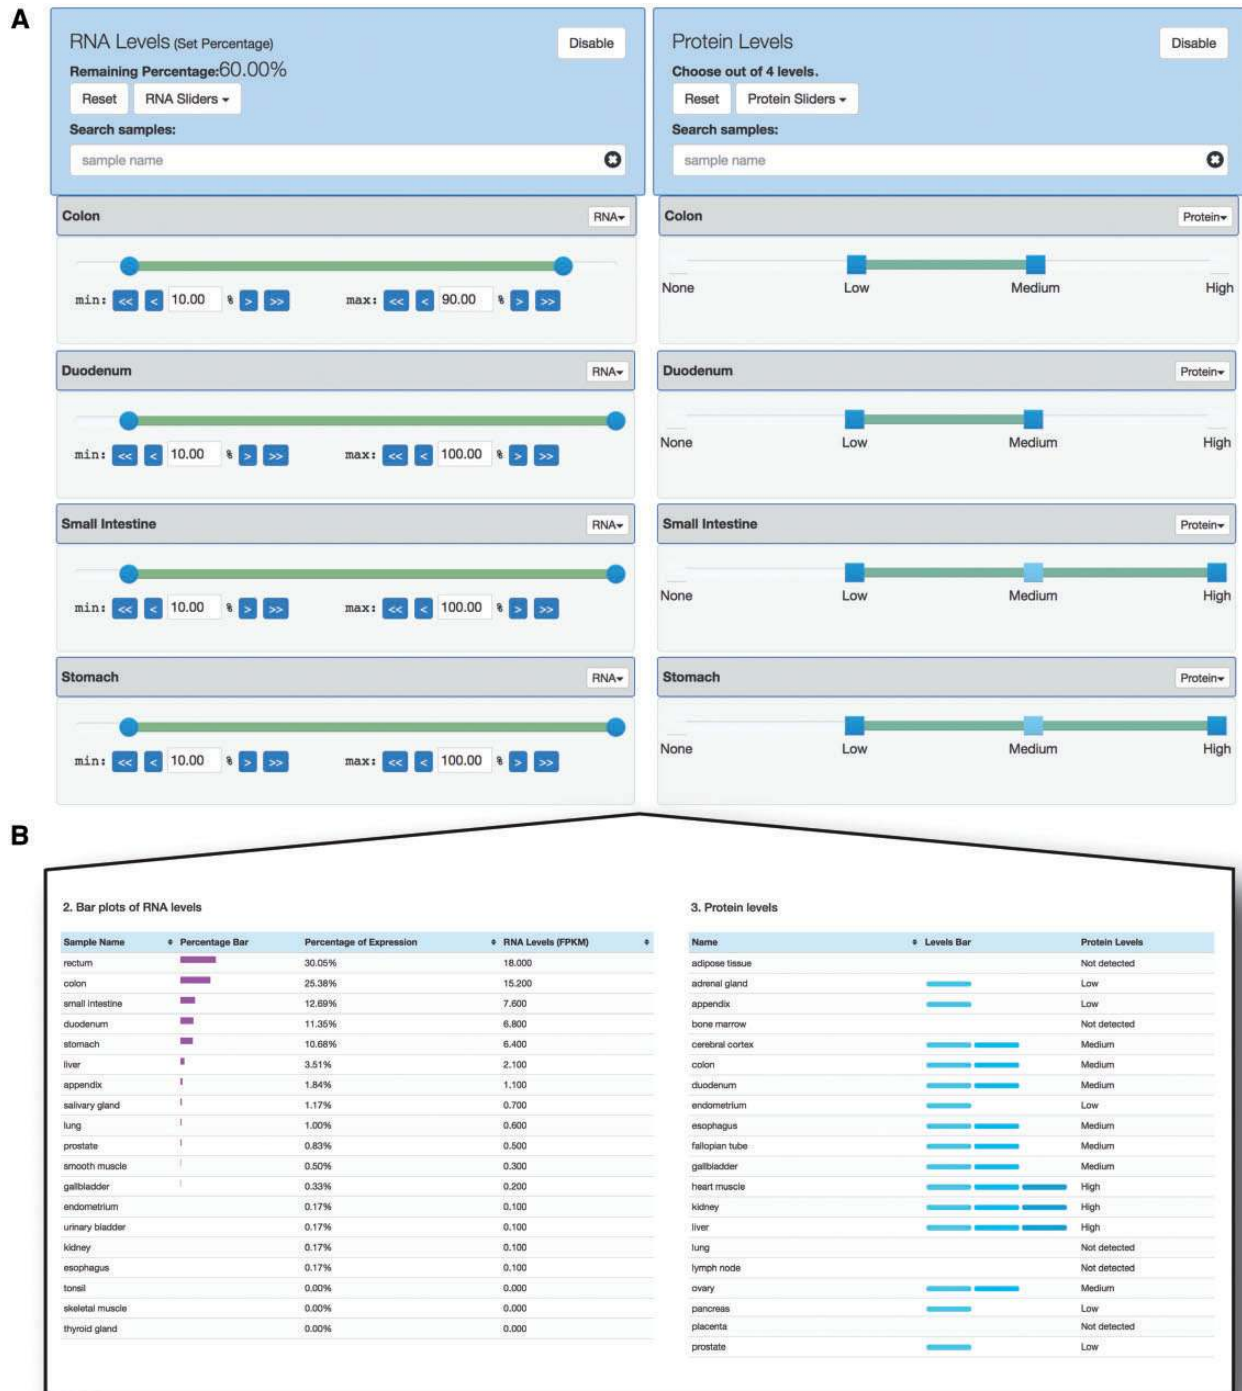 A
RNA Levels (Set Percentage)
Disable
Remaining Percentage:60.00%
Reset RNA Sliders
Search samples:
sample name
Protein Levels
Disable
Choose out of 4 levels.
Reset Protein Sliders
Search samples:
sample name
Colon RNA
min: << < 10.00 % > >> max: << < 90.00 % > >>
Colon Protein
None Low Medium High
Duodenum RNA
min: << < 10.00 % > >> max: << < 100.00 % > >>
Duodenum Protein
None Low Medium High
Small Intestine RNA
min: << < 10.00 % > >> max: << < 100.00 % > >>
Small Intestine Protein
None Low Medium High
Stomach RNA
min: << < 10.00 % > >> max: << < 100.00 % > >>
Stomach Protein
None Low Medium High
B
2. Bar plots of RNA levels
Sample Name Percentage Bar Percentage of Expression RNA Levels (FPKM)
rectum 30.05% 18.000
colon 25.38% 15.200
small intestine 12.69% 7.600
duodenum 11.35% 6.800
stomach 10.68% 6.400
liver 3.51% 2.100
appendix 1.84% 1.100
salivary gland 1.17% 0.700
lung 1.00% 0.600
prostate 0.83% 0.500
smooth muscle 0.50% 0.300
gallbladder 0.33% 0.200
endometrium 0.17% 0.100
urinary bladder 0.17% 0.100
kidney 0.17% 0.100
esophagus 0.17% 0.100
tonsil 0.00% 0.000
skeletal muscle 0.00% 0.000
thyroid gland 0.00% 0.000
3. Protein levels
Name Levels Bar Protein Levels
adipose tissue Not detected
adrenal gland Low
appendix Low
bone marrow Not detected
cerebral cortex Medium
colon Medium
duodenum Medium
endometrium Low
esophagus Medium
fallopian tube Medium
gallbladder Medium
heart muscle High
kidney High
liver High
lung Not detected
lymph node Not detected
ovary Medium
pancreas Low
placenta Not detected
prostate Low